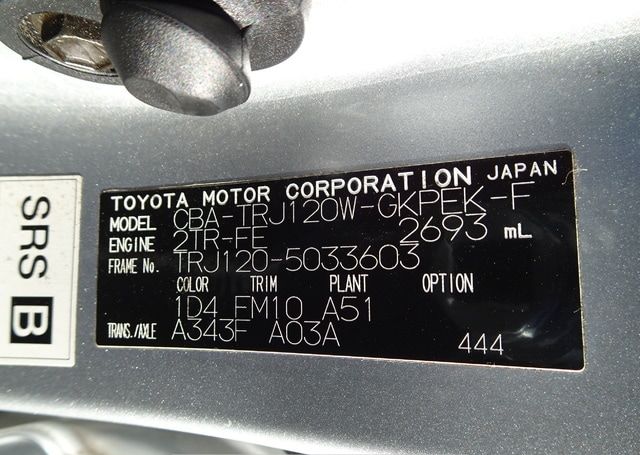 TOYOTA MOTOR CORPORATION JAPAN
MODEL CBA-TRJ120W-GKPEK-F
ENGINE 2TR-FE 2693 mL
FRAME No. TRJ120-5033603
COLOR TRIM PLANT OPTION
1D4 FM10 A51
TRANS./AXLE A343F A03A
444
SRS B